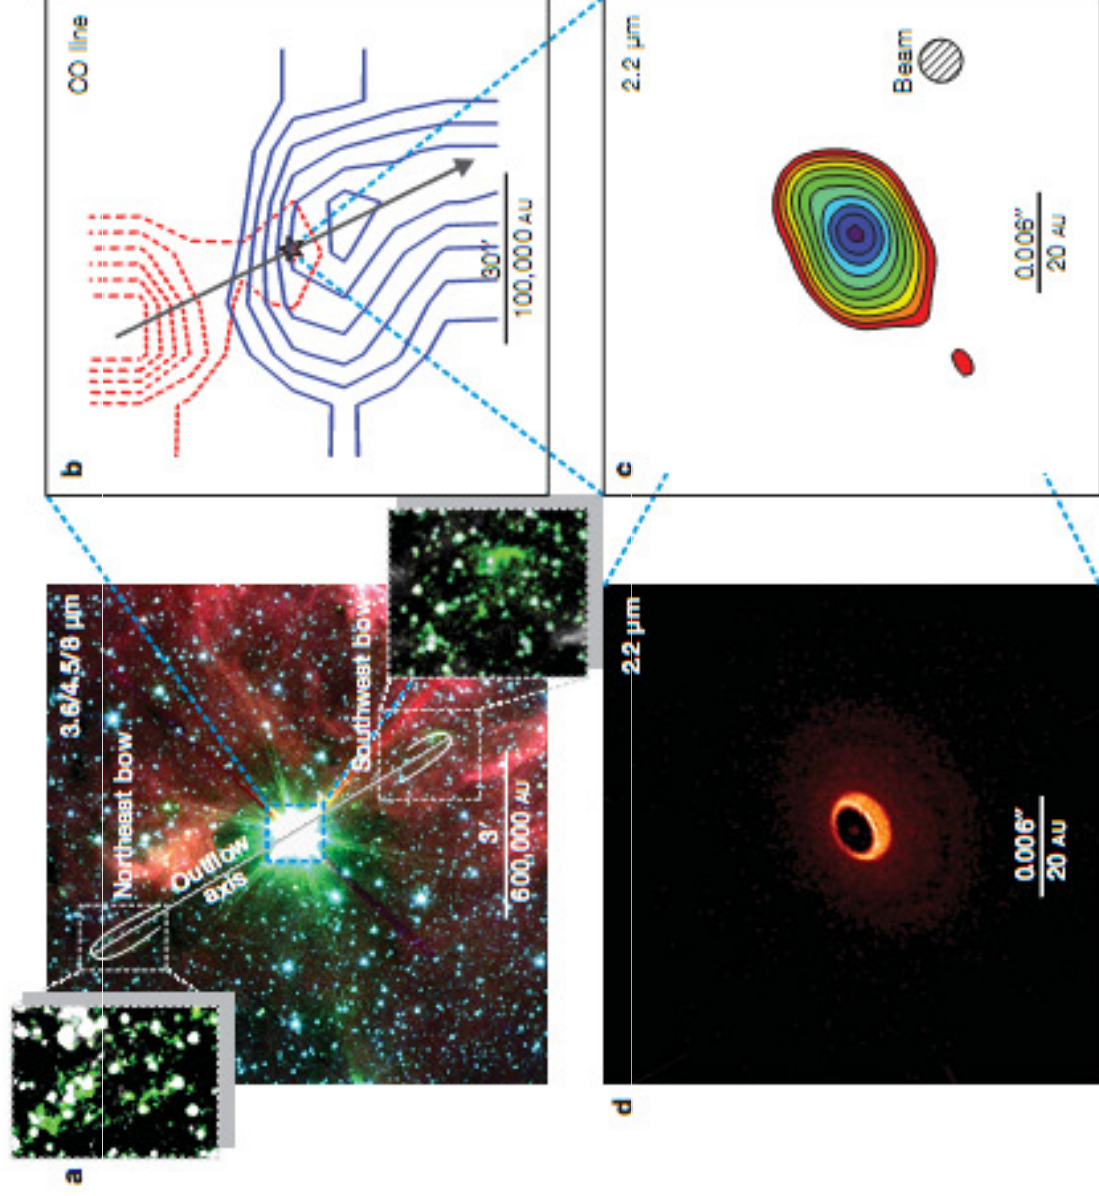 a
3.6/4.5/8 µm
Northeast bow
Outflow
axis
Southwest bow
3′
600,000 AU
b
CO line
30′
100,000 AU
c
2.2 µm
Beam
0.006″
20 AU
d
2.2 µm
0.006″
20 AU